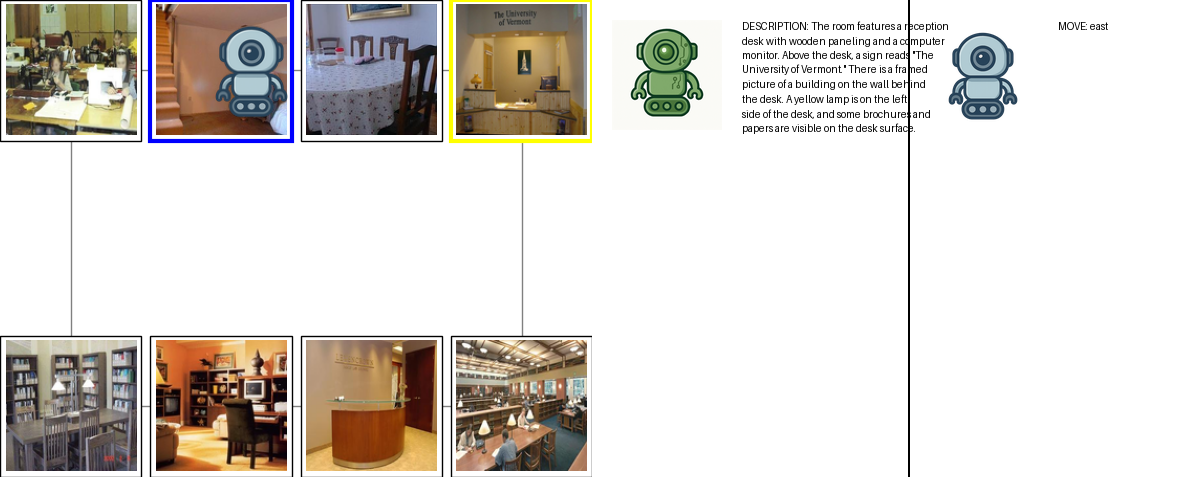 The University
of Vermont
DESCRIPTION: The room features a reception
desk with wooden paneling and a computer
monitor. Above the desk, a sign reads "The
University of Vermont." There is a framed
picture of a building on the wall behind
the desk. A yellow lamp is on the left
side of the desk, and some brochures and
papers are visible on the desk surface.
MOVE: east